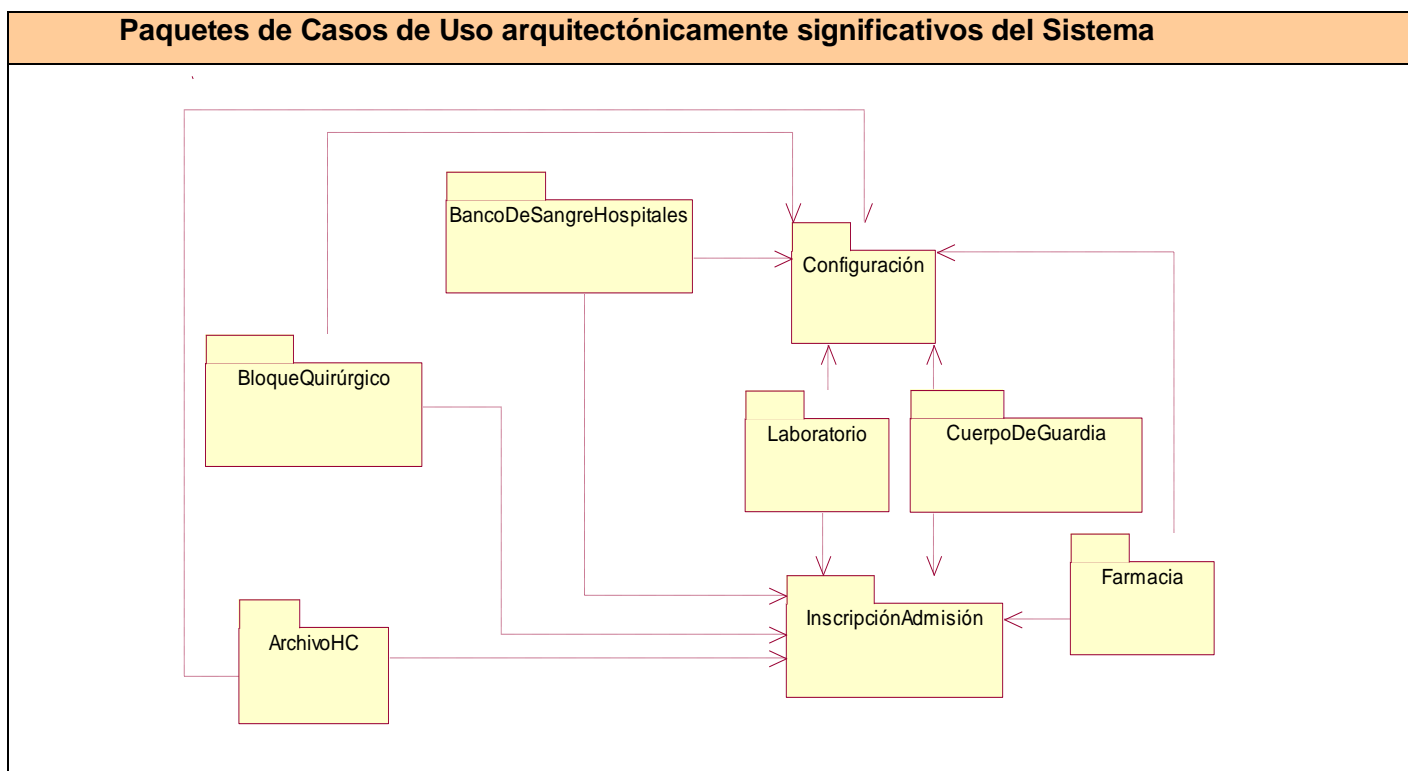 Paquetes de Casos de Uso arquitectónicamente significativos del Sistema
BancoDeSangreHospitales
Configuración
BloqueQuirúrgico
Laboratorio
CuerpoDeGuardia
Farmacia
InscripciónAdmisión
ArchivoHC